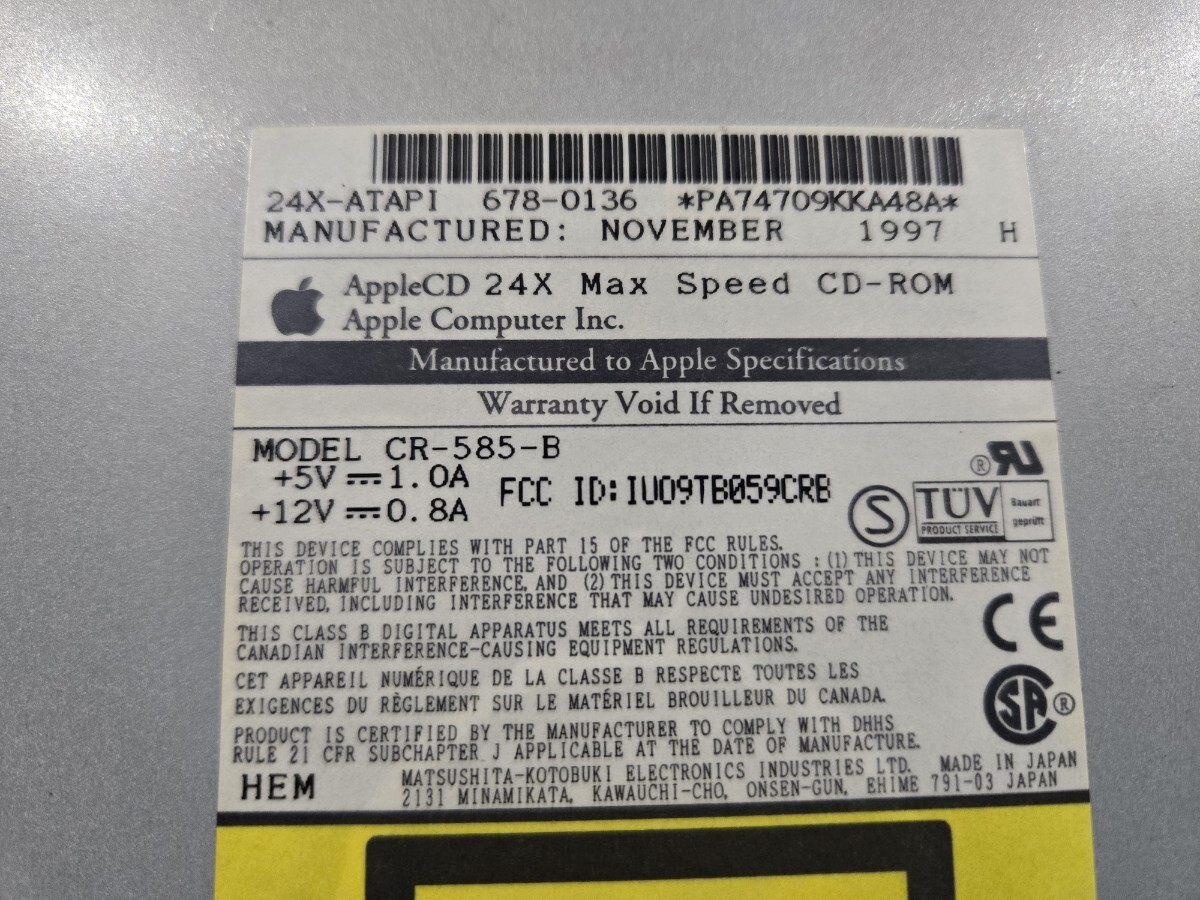 24X-ATAPI 678-0136 *PA74709KKA48A*
MANUFACTURED: NOVEMBER 1997 H
AppleCD 24X Max Speed CD-ROM
Apple Computer Inc.
Manufactured to Apple Specifications
Warranty Void If Removed
MODEL CR-585-B
+5V ⎓ 1.0A
+12V ⎓ 0.8A
FCC ID:IUO9TB059CRB
® RU
S
TÜV
PRODUCT SERVICE
Bauart
geprüft
THIS DEVICE COMPLIES WITH PART 15 OF THE FCC RULES.
OPERATION IS SUBJECT TO THE FOLLOWING TWO CONDITIONS : (1) THIS DEVICE MAY NOT
CAUSE HARMFUL INTERFERENCE, AND (2) THIS DEVICE MUST ACCEPT ANY INTERFERENCE
RECEIVED, INCLUDING INTERFERENCE THAT MAY CAUSE UNDESIRED OPERATION.
CE
THIS CLASS B DIGITAL APPARATUS MEETS ALL REQUIREMENTS OF THE
CANADIAN INTERFERENCE-CAUSING EQUIPMENT REGULATIONS.
CET APPAREIL NUMÉRIQUE DE LA CLASSE B RESPECTE TOUTES LES
EXIGENCES DU RÈGLEMENT SUR LE MATÉRIEL BROUILLEUR DU CANADA.
SA ®
PRODUCT IS CERTIFIED BY THE MANUFACTURER TO COMPLY WITH DHHS
RULE 21 CFR SUBCHAPTER J APPLICABLE AT THE DATE OF MANUFACTURE.
HEM
MATSUSHITA-KOTOBUKI ELECTRONICS INDUSTRIES LTD. MADE IN JAPAN
2131 MINAMIKATA, KAWAUCHI-CHO, ONSEN-GUN, EHIME 791-03 JAPAN